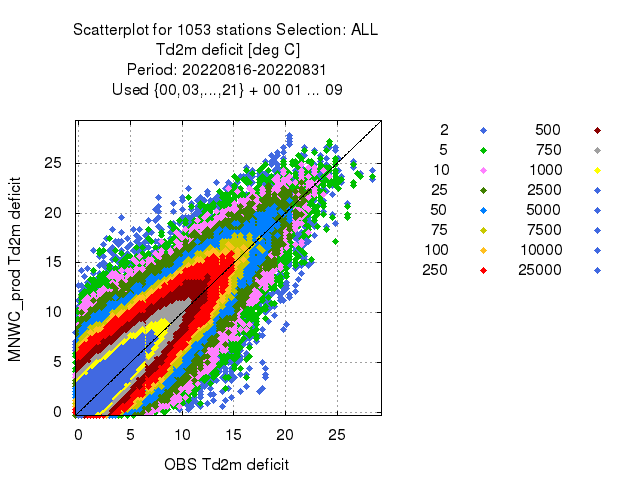 Scatterplot for 1053 stations Selection: ALL
Td2m deficit [deg C]
Period: 20220816-20220831
Used {00,03,...,21} + 00 01 ... 09
MNWC_prod Td2m deficit
25
20
15
10
5
0
0 5 10 15 20 25
OBS Td2m deficit
2 500
5 750
10 1000
25 2500
50 5000
75 7500
100 10000
250 25000